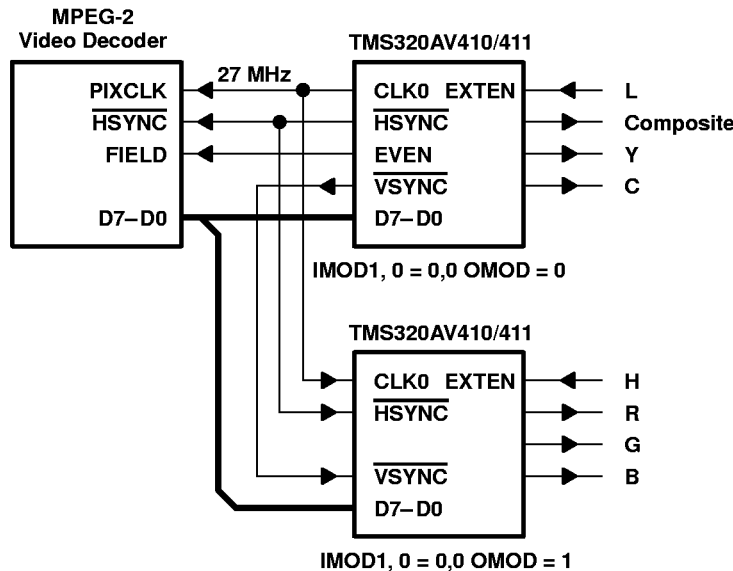 MPEG-2
Video Decoder
TMS320AV410/411
27 MHz
PIXCLK
HSYNC
FIELD
D7–D0
CLK0 EXTEN
HSYNC
EVEN
VSYNC
D7–D0
L
Composite
Y
C
IMOD1, 0 = 0,0 OMOD = 0
TMS320AV410/411
CLK0 EXTEN
HSYNC
VSYNC
D7–D0
H
R
G
B
IMOD1, 0 = 0,0 OMOD = 1